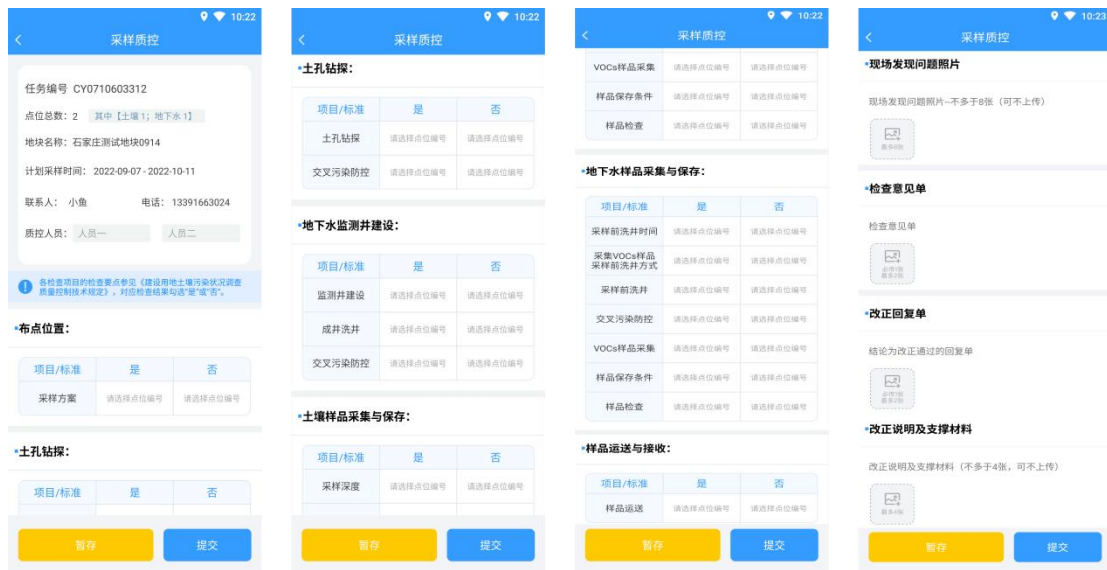 10:22
采样质控
任务编号 CY0710603312
点位总数：2 其中【土壤 1；地下水 1】
地块名称：石家庄测试地块0914
计划采样时间：2022-09-07 - 2022-10-11
联系人： 小鱼 电话： 13391663024
质控人员： 人员一 人员二
各检查项目的检查要点参见《建设用地土壤污染状况调查
质量控制技术规定》，对应检查结果勾选"是"或"否"。
布点位置：
项目/标准 是 否
采样方案 请选择点位编号 请选择点位编号
土孔钻探：
项目/标准 是 否
暂存 提交
10:22
采样质控
土孔钻探：
项目/标准 是 否
土孔钻探 请选择点位编号 请选择点位编号
交叉污染防控 请选择点位编号 请选择点位编号
地下水监测井建设：
项目/标准 是 否
监测井建设 请选择点位编号 请选择点位编号
成井洗井 请选择点位编号 请选择点位编号
交叉污染防控 请选择点位编号 请选择点位编号
土壤样品采集与保存：
项目/标准 是 否
采样深度 请选择点位编号 请选择点位编号
暂存 提交
10:22
采样质控
VOCs样品采集 请选择点位编号 请选择点位编号
样品保存条件 请选择点位编号 请选择点位编号
样品检查 请选择点位编号 请选择点位编号
地下水样品采集与保存：
项目/标准 是 否
采样前洗井时间 请选择点位编号 请选择点位编号
采集VOCs样品
采样前洗井方式 请选择点位编号 请选择点位编号
采样前洗井 请选择点位编号 请选择点位编号
交叉污染防控 请选择点位编号 请选择点位编号
VOCs样品采集 请选择点位编号 请选择点位编号
样品保存条件 请选择点位编号 请选择点位编号
样品检查 请选择点位编号 请选择点位编号
样品运送与接收：
项目/标准 是 否
样品运送 请选择点位编号 请选择点位编号
暂存 提交
10:23
采样质控
现场发现问题照片
现场发现问题照片--不多于8张（可不上传）
最多8张
检查意见单
检查意见单
必传1张
最多2张
改正回复单
结论为改正通过的回复单
必传1张
最多2张
改正说明及支撑材料
改正说明及支撑材料（不多于4张，可不上传）
最多4张
暂存 提交